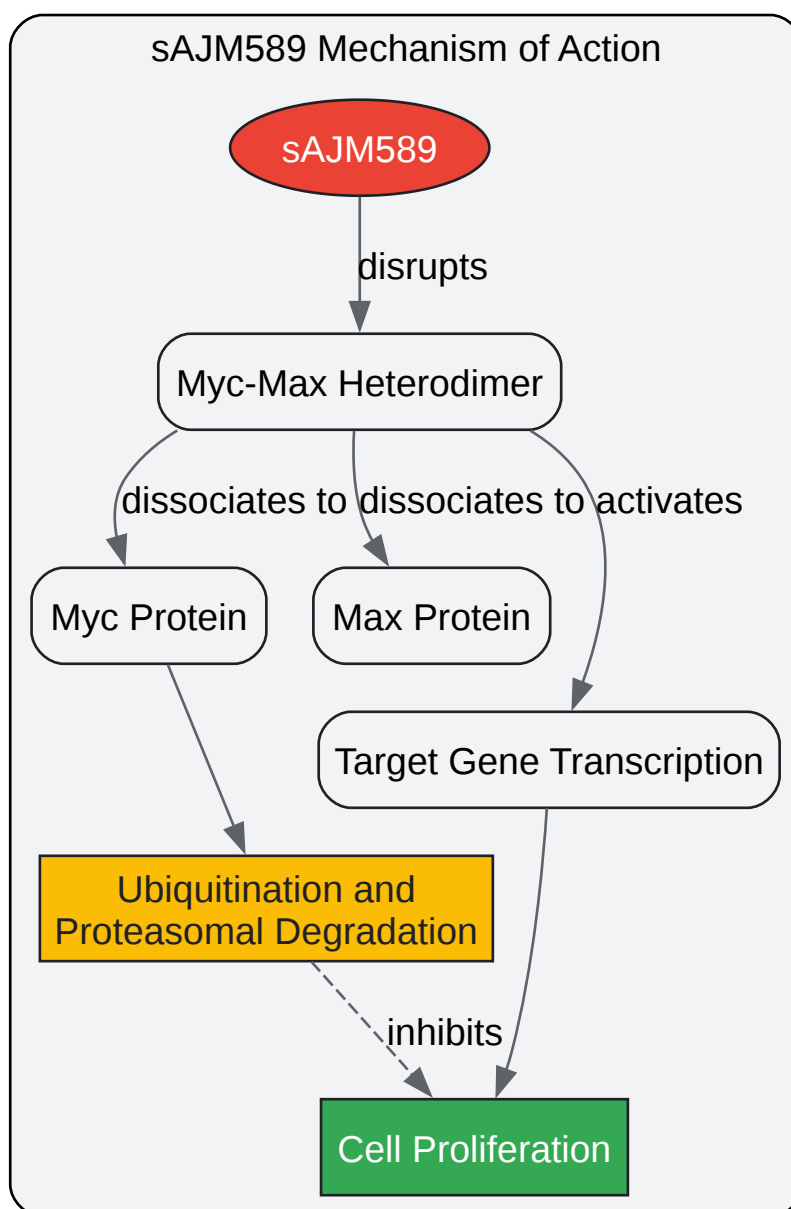 sAJM589 Mechanism of Action
sAJM589
disrupts
Myc-Max Heterodimer
dissociates to
dissociates to
activates
Myc Protein
Max Protein
Target Gene Transcription
Ubiquitination and
Proteasomal Degradation
inhibits
Cell Proliferation